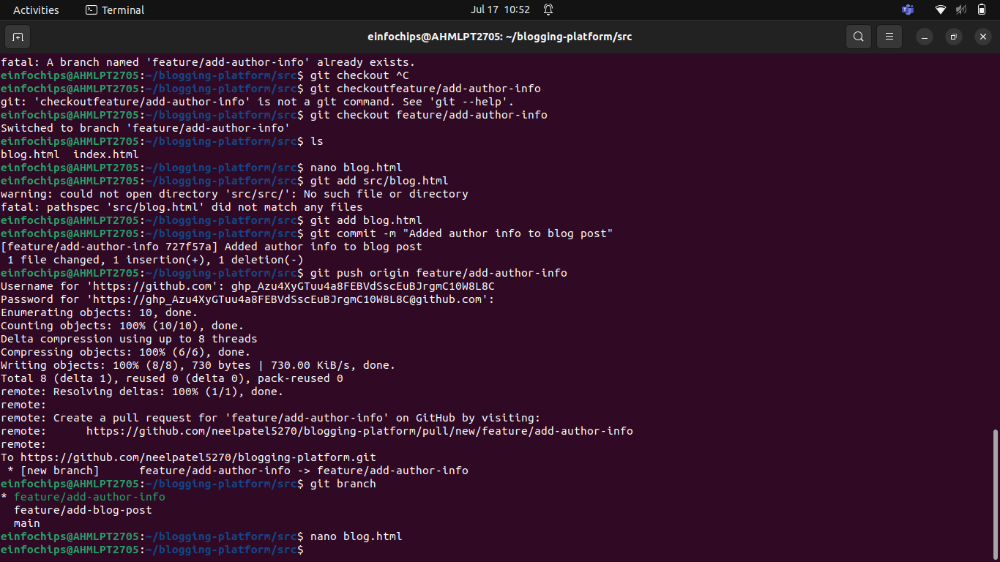 Activities
Terminal
Jul 17 10:52
einfochips@AHMLPT2705: ~/blogging-platform/src
fatal: A branch named 'feature/add-author-info' already exists.
einfochips@AHMLPT2705:~/blogging-platform/src$ git checkout ^C
einfochips@AHMLPT2705:~/blogging-platform/src$ git checkoutfeature/add-author-info
git: 'checkoutfeature/add-author-info' is not a git command. See 'git --help'.
einfochips@AHMLPT2705:~/blogging-platform/src$ git checkout feature/add-author-info
Switched to branch 'feature/add-author-info'
einfochips@AHMLPT2705:~/blogging-platform/src$ ls
blog.html  index.html
einfochips@AHMLPT2705:~/blogging-platform/src$ nano blog.html
einfochips@AHMLPT2705:~/blogging-platform/src$ git add src/blog.html
warning: could not open directory 'src/src/': No such file or directory
fatal: pathspec 'src/blog.html' did not match any files
einfochips@AHMLPT2705:~/blogging-platform/src$ git add blog.html
einfochips@AHMLPT2705:~/blogging-platform/src$ git commit -m "Added author info to blog post"
[feature/add-author-info 727f57a] Added author info to blog post
 1 file changed, 1 insertion(+), 1 deletion(-)
einfochips@AHMLPT2705:~/blogging-platform/src$ git push origin feature/add-author-info
Username for 'https://github.com': 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
Password for 'https://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@github.com':
Enumerating objects: 10, done.
Counting objects: 100% (10/10), done.
Delta compression using up to 8 threads
Compressing objects: 100% (6/6), done.
Writing objects: 100% (8/8), 730 bytes | 730.00 KiB/s, done.
Total 8 (delta 1), reused 0 (delta 0), pack-reused 0
remote: Resolving deltas: 100% (1/1), done.
remote:
remote: Create a pull request for 'feature/add-author-info' on GitHub by visiting:
remote:      https://github.com/neelpatel5270/blogging-platform/pull/new/feature/add-author-info
remote:
To https://github.com/neelpatel5270/blogging-platform.git
 * [new branch]      feature/add-author-info -> feature/add-author-info
einfochips@AHMLPT2705:~/blogging-platform/src$ git branch
* feature/add-author-info
  feature/add-blog-post
  main
einfochips@AHMLPT2705:~/blogging-platform/src$ nano blog.html
einfochips@AHMLPT2705:~/blogging-platform/src$